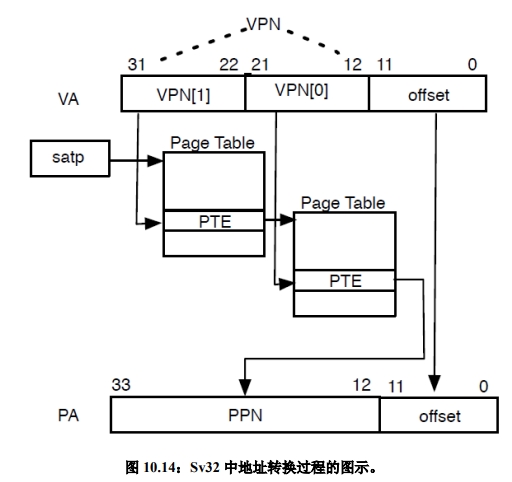 VPN
31 22 21 12 11 0
VA VPN[1] VPN[0] offset
satp
Page Table
PTE
Page Table
PTE
33 12 11 0
PA PPN offset
图 10.14：Sv32 中地址转换过程的图示。